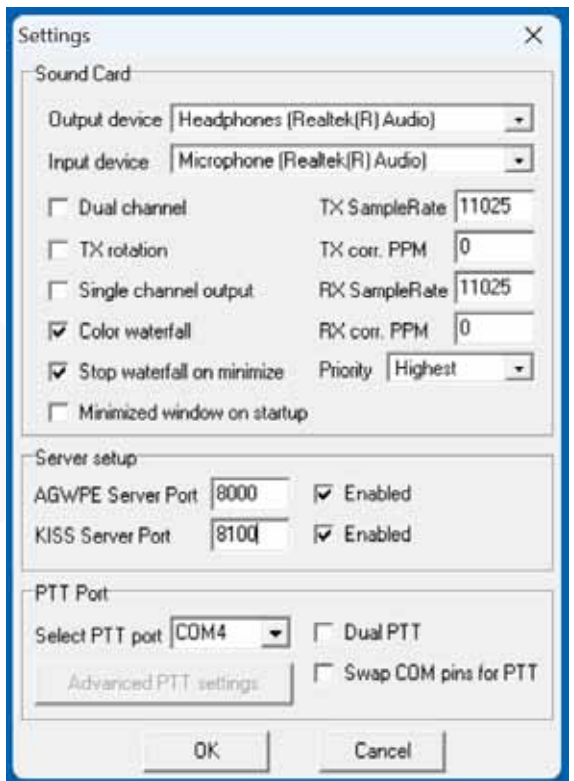 Settings
Sound Card
Output device Headphones (Realtek(R) Audio)
Input device Microphone (Realtek(R) Audio)
Dual channel TX SampleRate 11025
TX rotation TX corr. PPM 0
Single channel output RX SampleRate 11025
Color waterfall RX corr. PPM 0
Stop waterfall on minimize Priority Highest
Minimized window on startup
Server setup
AGWPE Server Port 8000 Enabled
KISS Server Port 8100 Enabled
PTT Port
Select PTT port COM4 Dual PTT
Advanced PTT settings Swap COM pins for PTT
OK Cancel